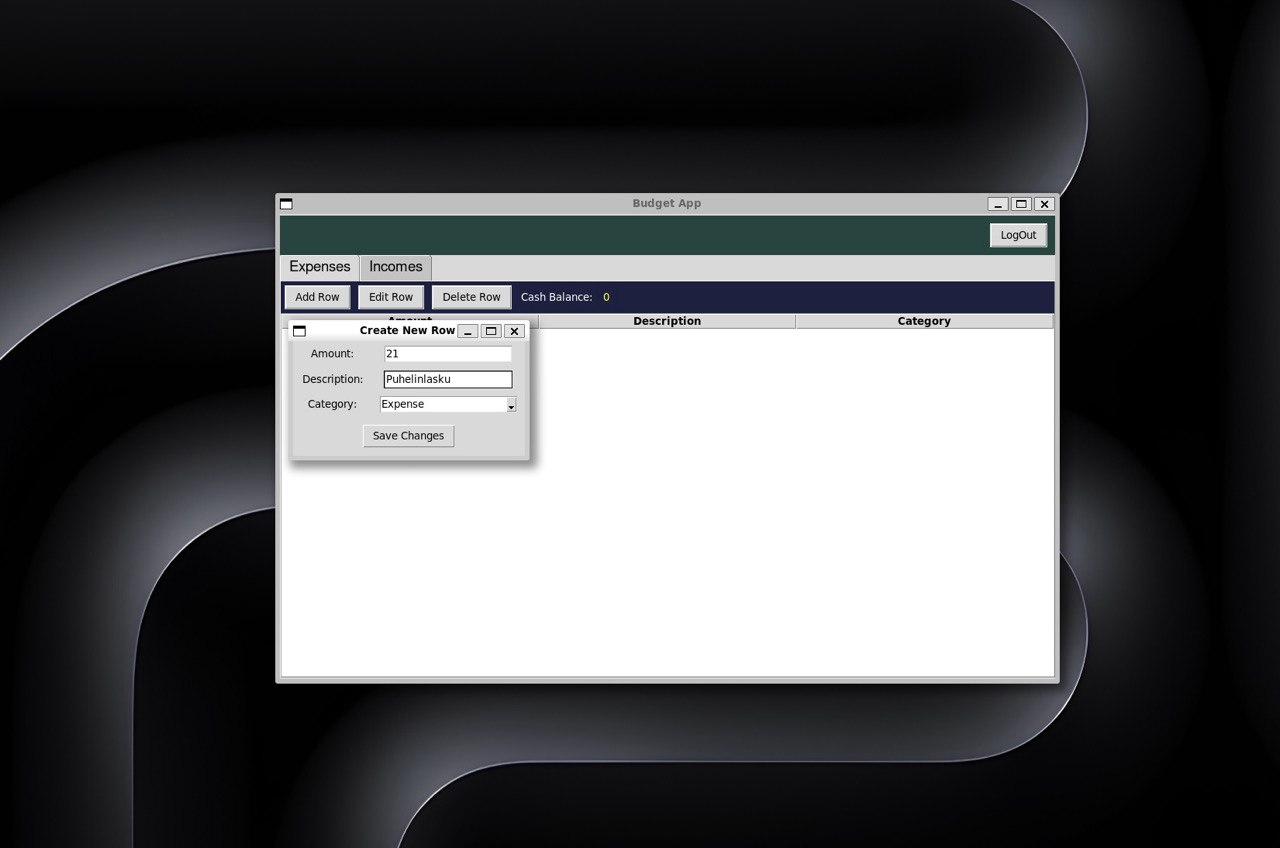 Budget App
LogOut
Expenses Incomes
Add Row Edit Row Delete Row Cash Balance: 0
Amount Description Category
Create New Row
Amount: 21
Description: Puhelinlasku
Category: Expense
Save Changes